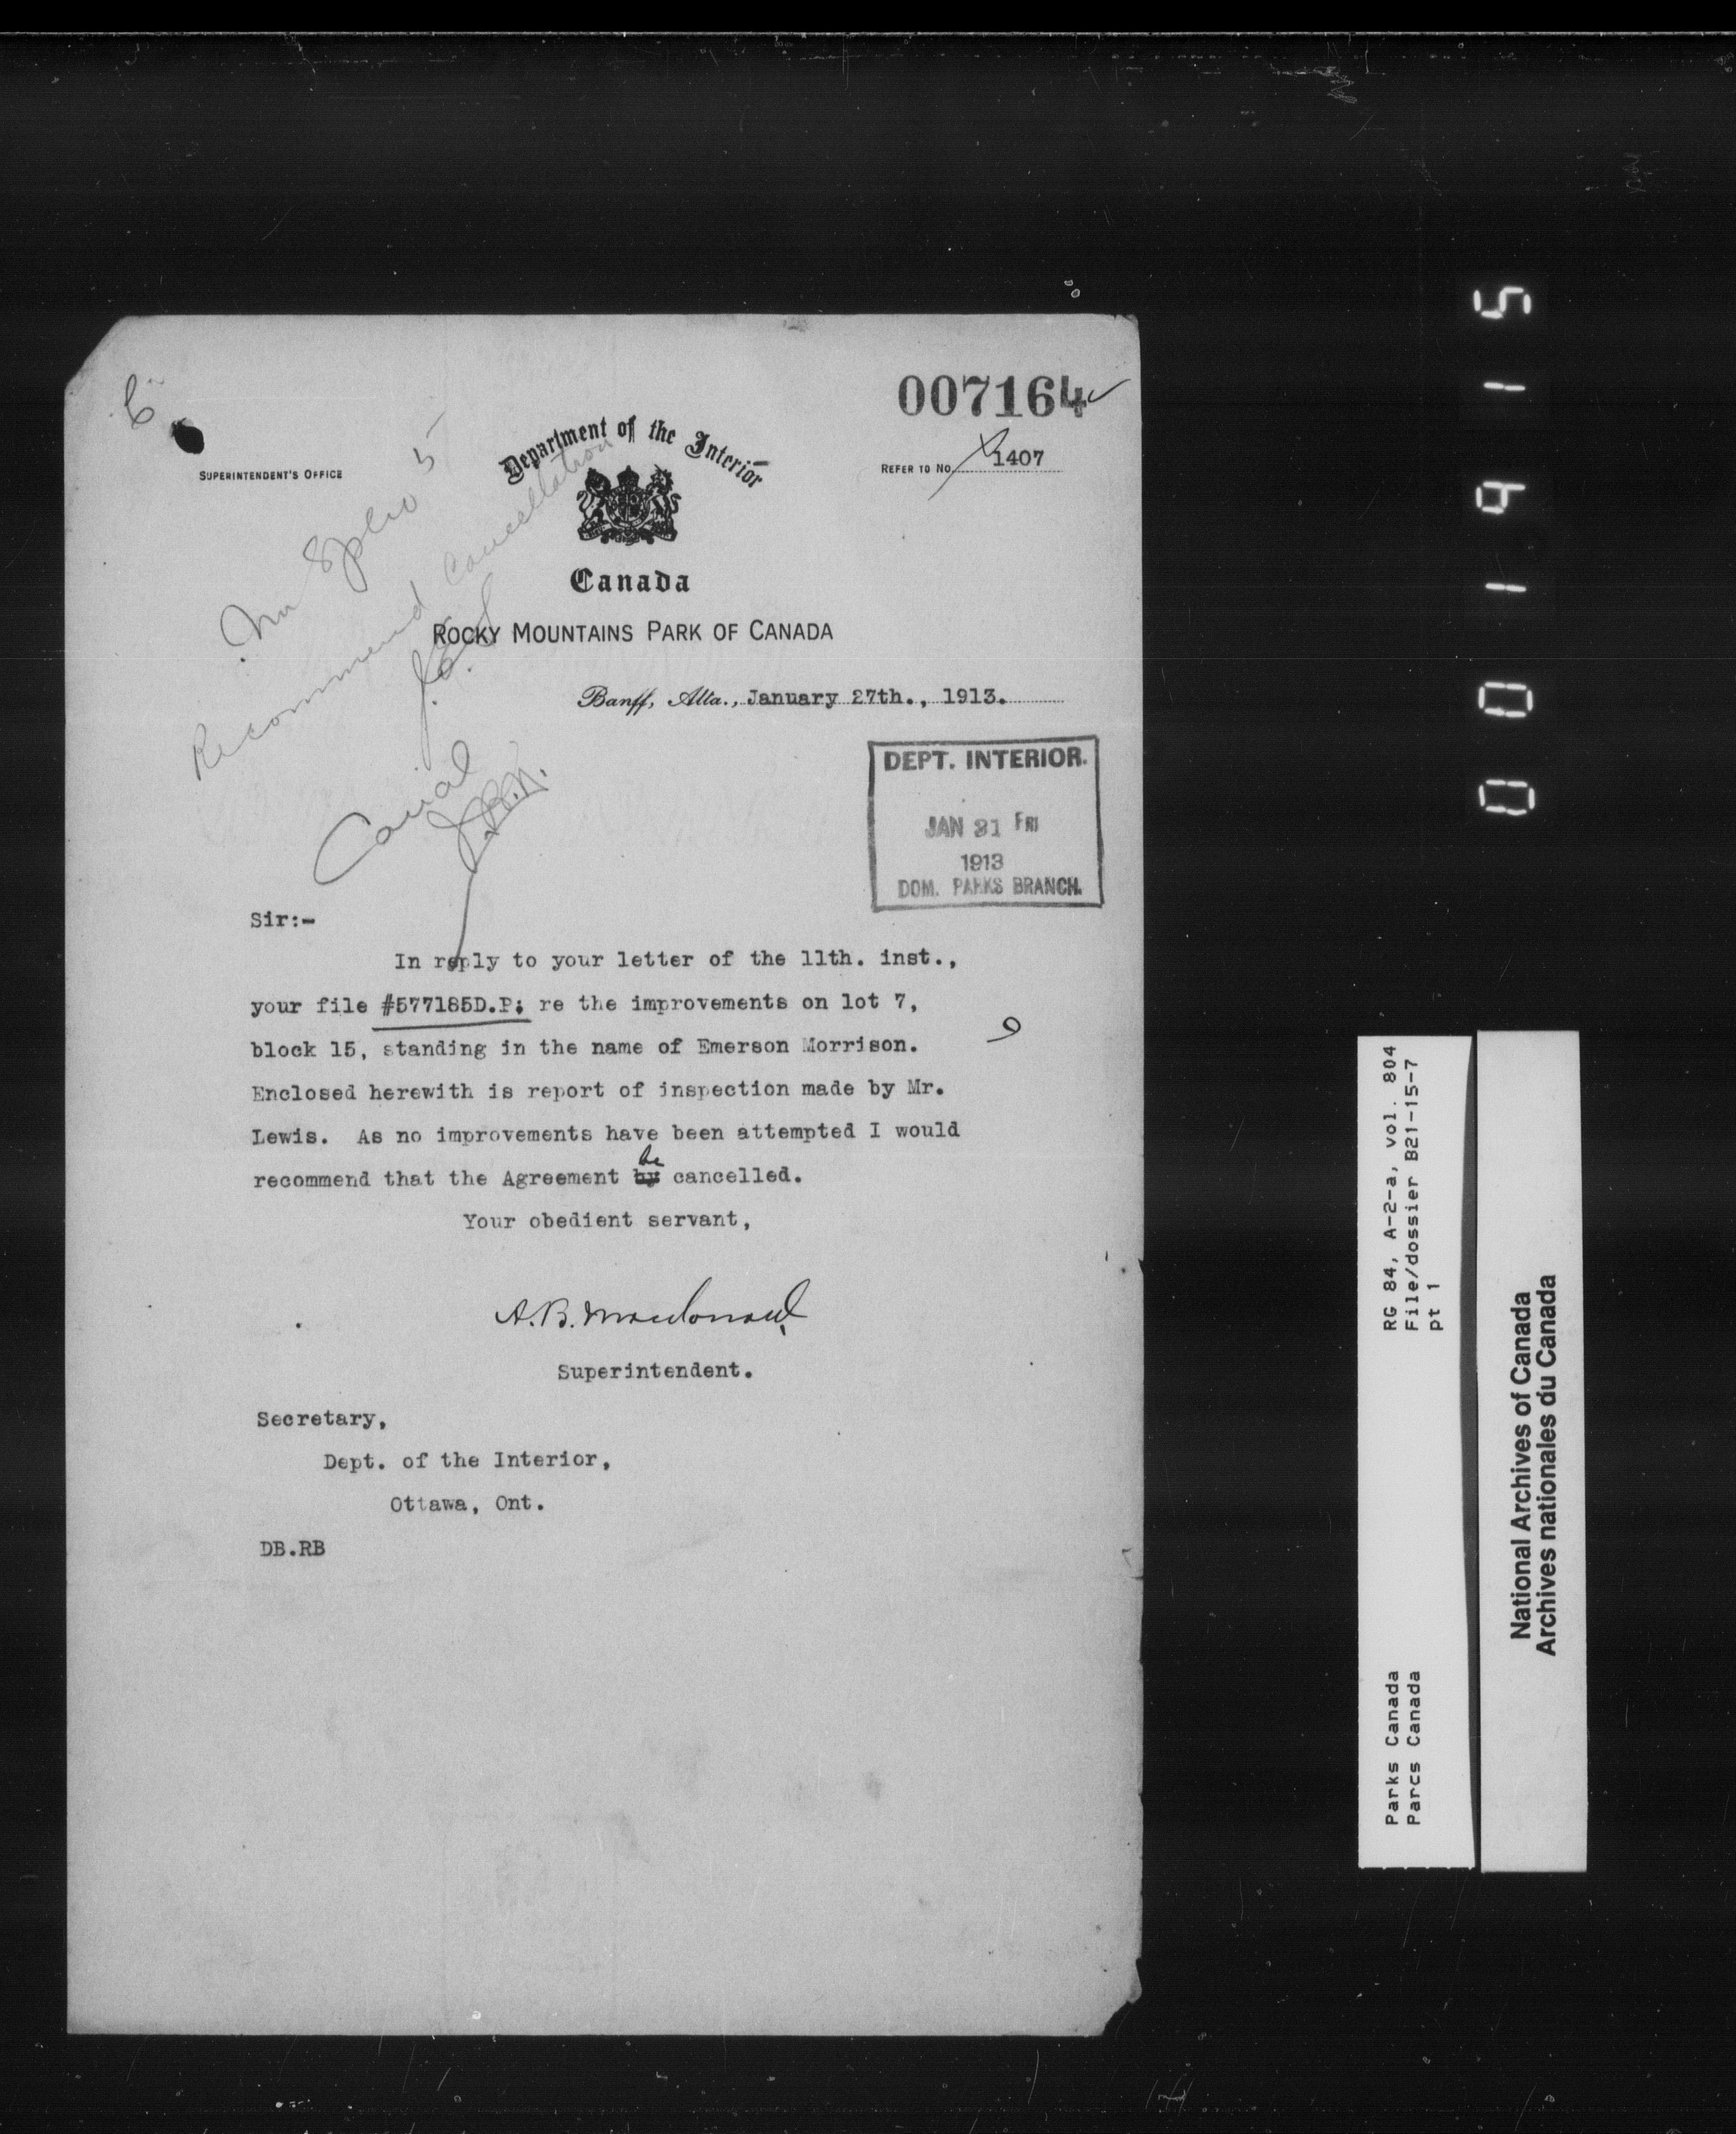 007164
SUPERINTENDENT'S OFFICE
Department of the Interior
REFER TO No. 1407
Canada
ROCKY MOUNTAINS PARK OF CANADA
Banff, Alta., January 27th., 1913.
Mr
Recommend Cancellation
DEPT. INTERIOR.
JAN 31 FRI
1913
DOM. PARKS BRANCH.
Sir:-
In reply to your letter of the 11th. inst.,
your file #577185D.P; re the improvements on lot 7,
block 15, standing in the name of Emerson Morrison.
Enclosed herewith is report of inspection made by Mr.
Lewis. As no improvements have been attempted I would
be
recommend that the Agreement by cancelled.
Your obedient servant,
A.B. Macdonald
Superintendent.
Secretary,
Dept. of the Interior,
Ottawa, Ont.
DB.RB
001915
RG 84, A-2-a, vol. 804
File/dossier B21-15-7
pt 1
Parks Canada
Parcs Canada
National Archives of Canada
Archives nationales du Canada